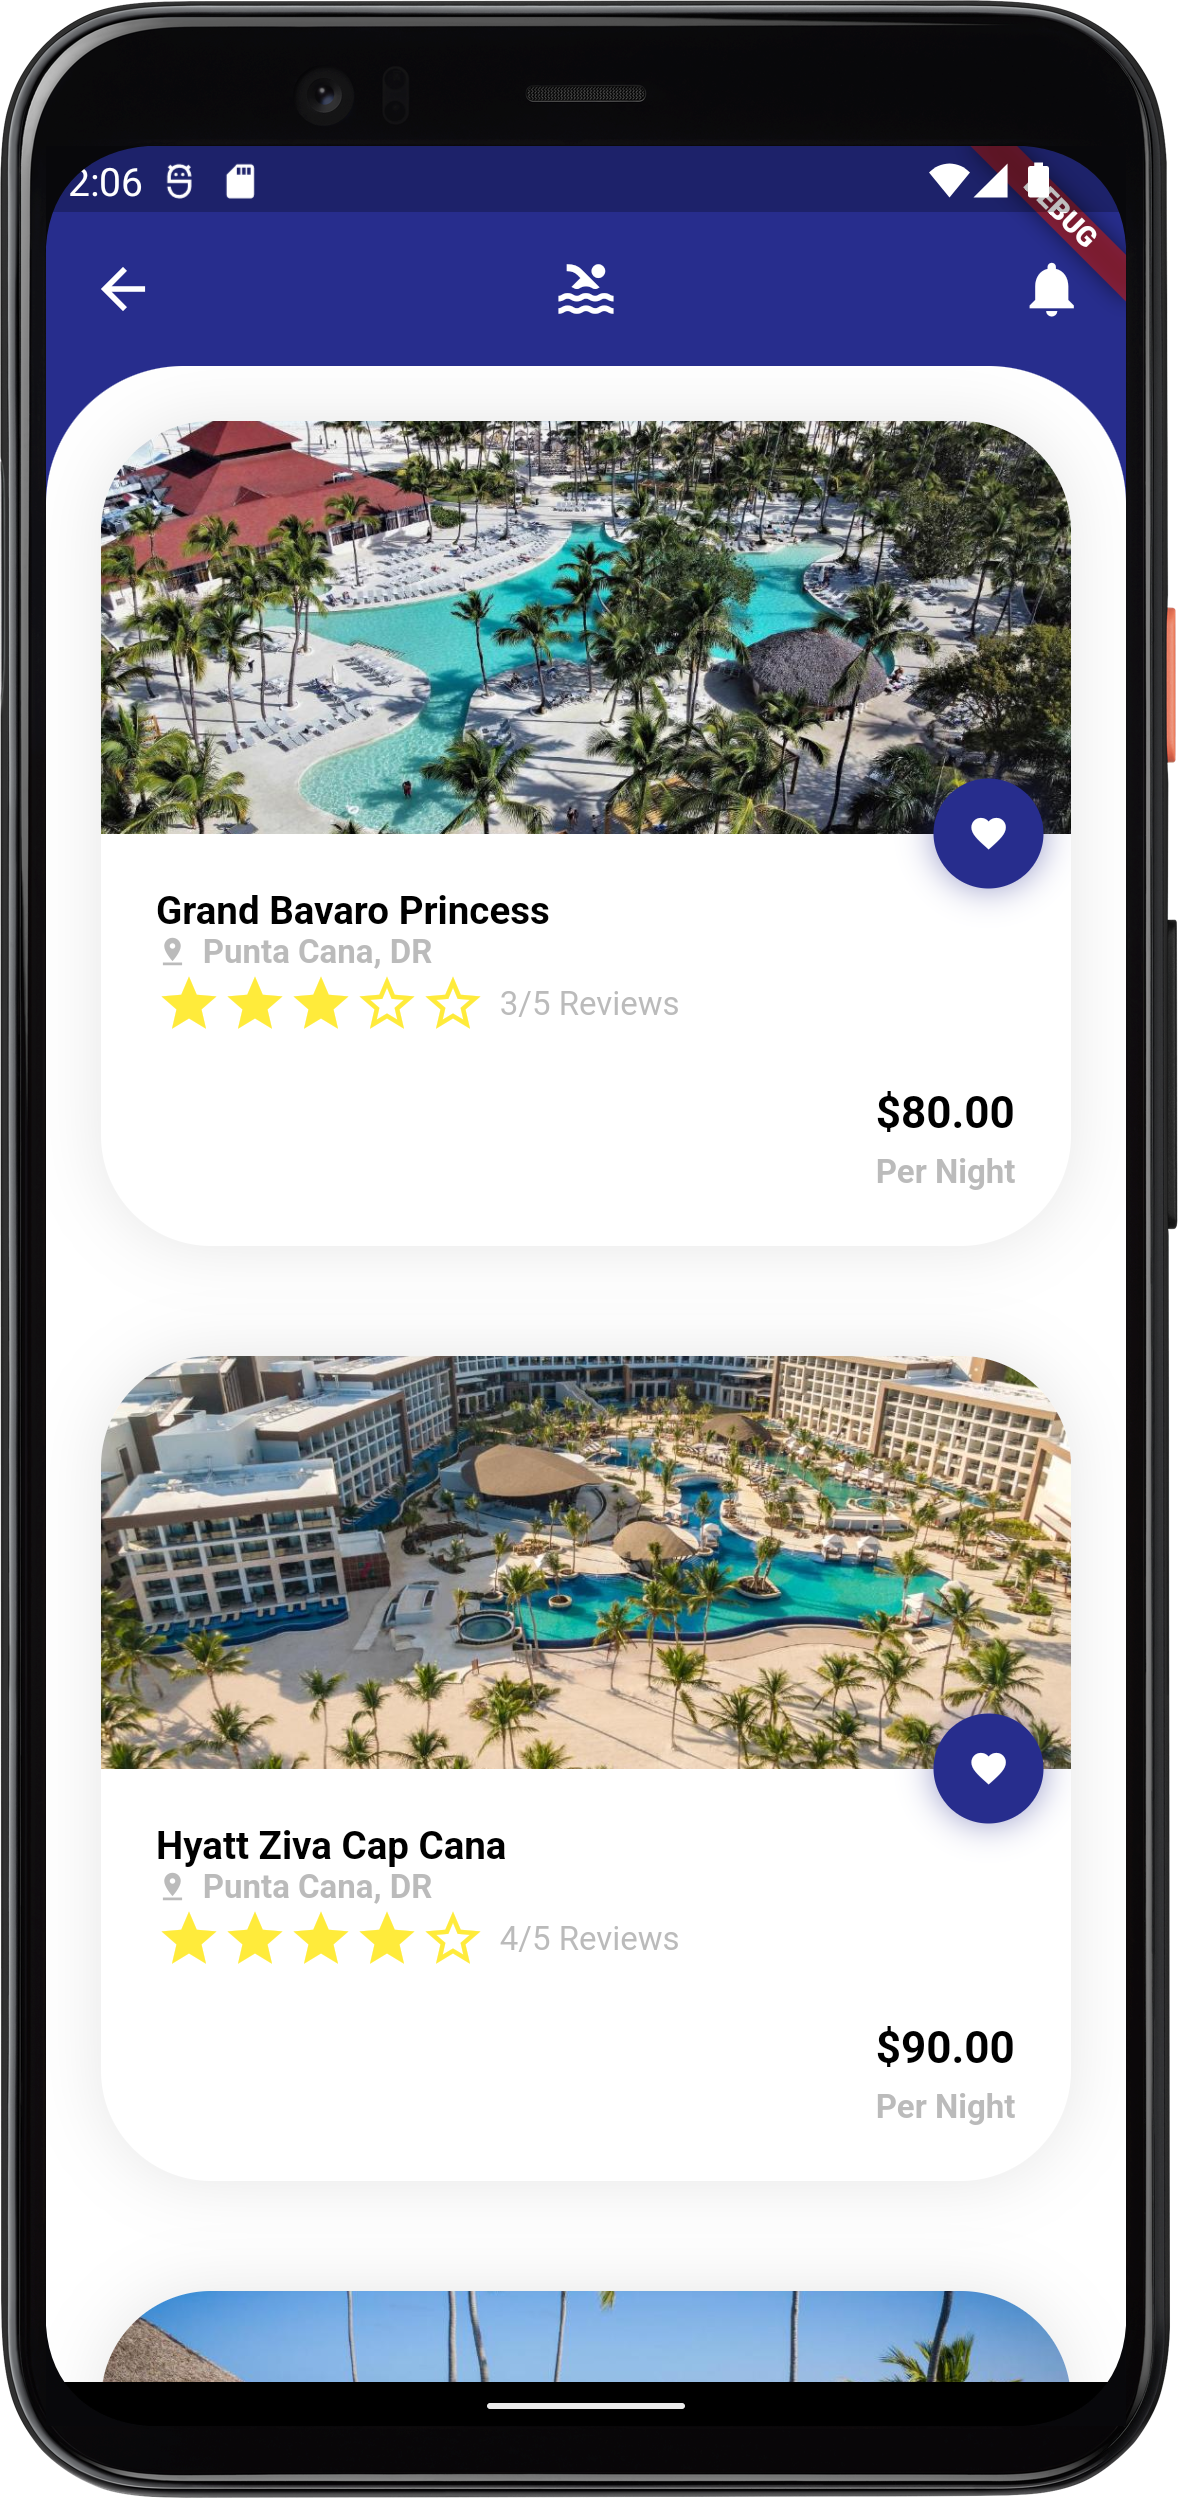 2:06
DEBUG
Grand Bavaro Princess
Punta Cana, DR
3/5 Reviews
$80.00
Per Night
Hyatt Ziva Cap Cana
Punta Cana, DR
4/5 Reviews
$90.00
Per Night